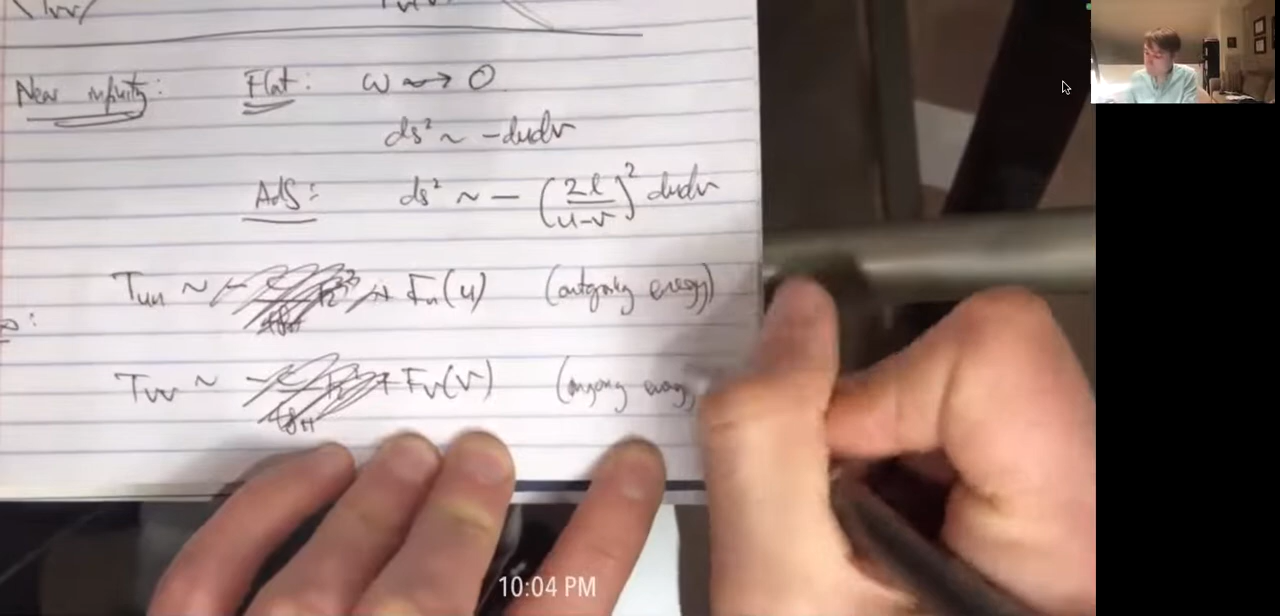 Near infinity: Flat: ω ⇝ 0
ds² ~ -dudv
AdS: ds² ~ - (2ℓ/(u-v))² dudv
Tuu ~ + Fu(u) (outgoing energy)
Tvv ~ + Fv(v) (ingoing energy
10:04 PM